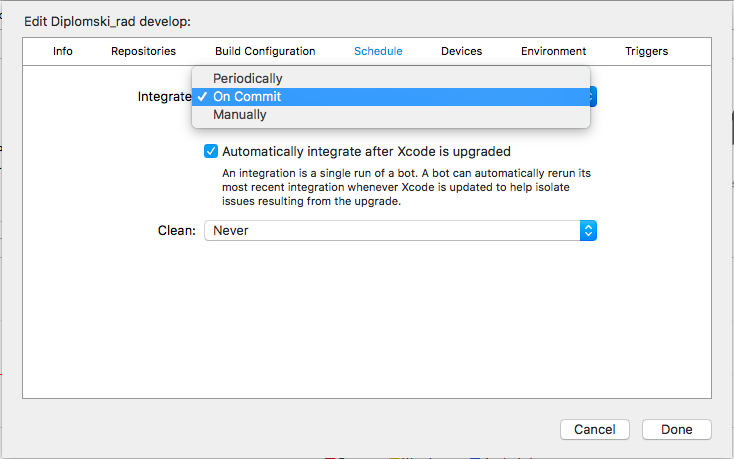 Edit Diplomski_rad develop:
Info Repositories Build Configuration Schedule Devices Environment Triggers
Periodically
Integrate ✓ On Commit
Manually
Automatically integrate after Xcode is upgraded
An integration is a single run of a bot. A bot can automatically rerun its
most recent integration whenever Xcode is updated to help isolate
issues resulting from the upgrade.
Clean: Never
Cancel Done